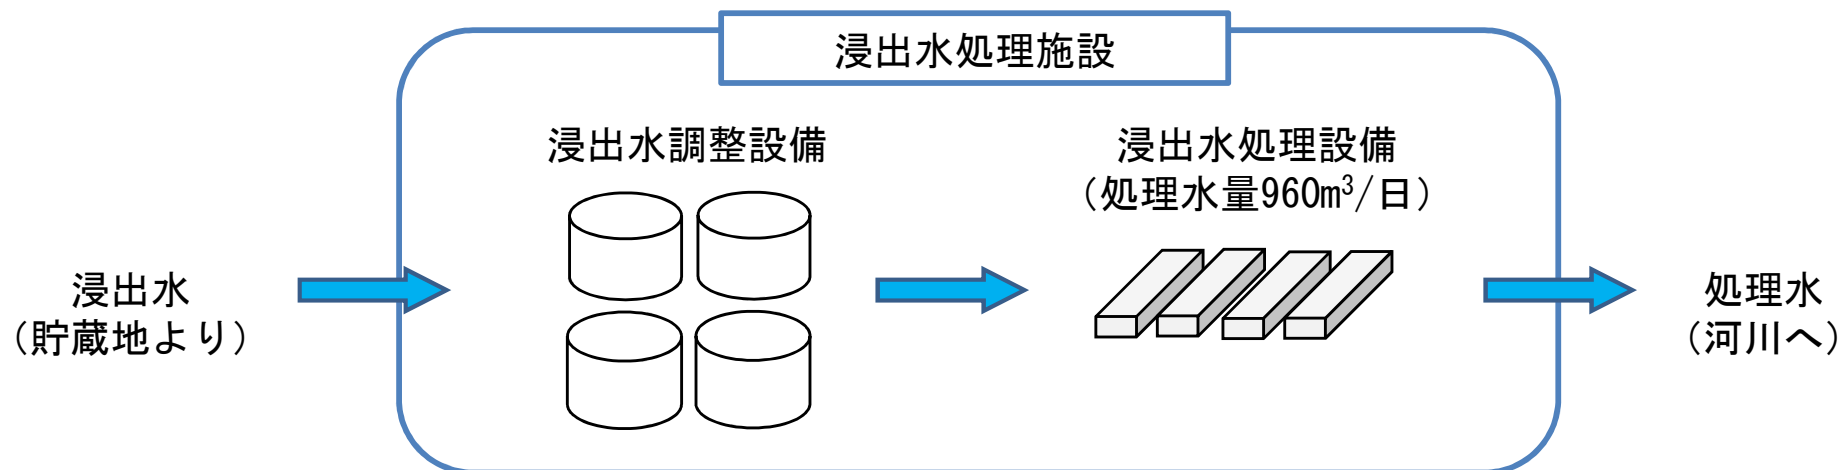 浸出水処理施設
浸出水調整設備
浸出水処理設備
（処理水量960m³/日）
浸出水
（貯蔵地より）
処理水
（河川へ）